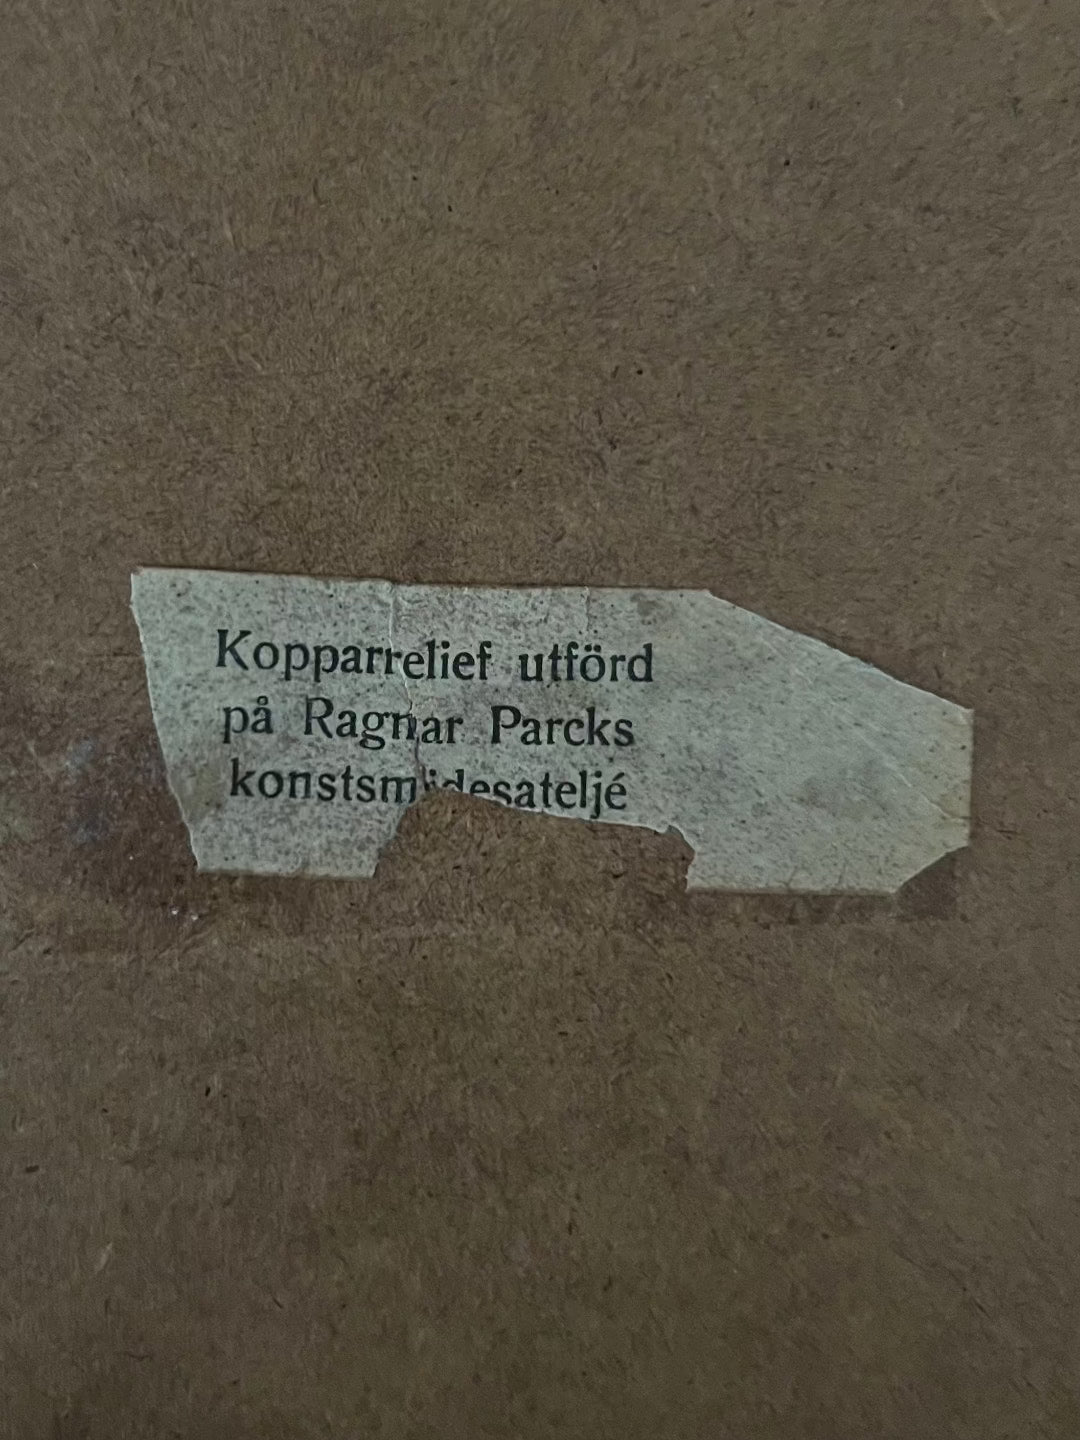 Kopparrelief utförd
på Ragnar Parcks
konstsmidesateljé